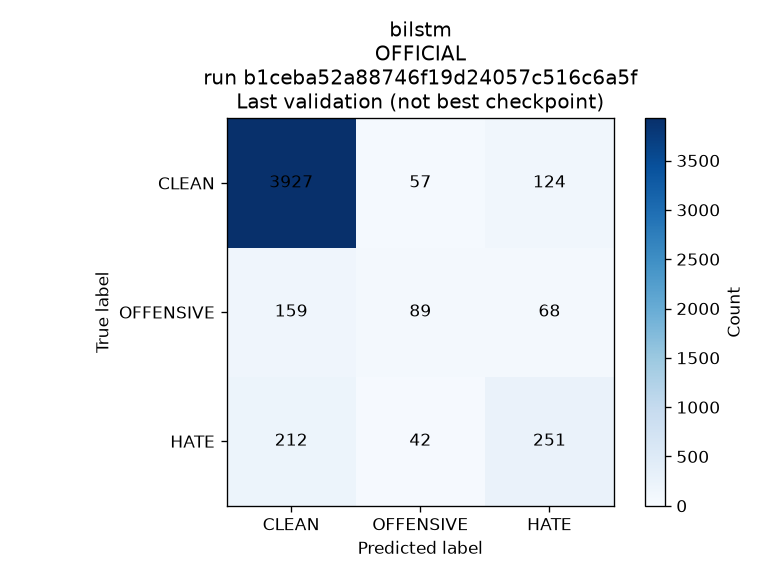 bilstm
OFFICIAL
run b1ceba52a88746f19d24057c516c6a5f
Last validation (not best checkpoint)
CLEAN 3927 57 124
OFFENSIVE 159 89 68
HATE 212 42 251
CLEAN OFFENSIVE HATE
Predicted label
True label
3500
3000
2500
2000
1500
1000
500
0
Count